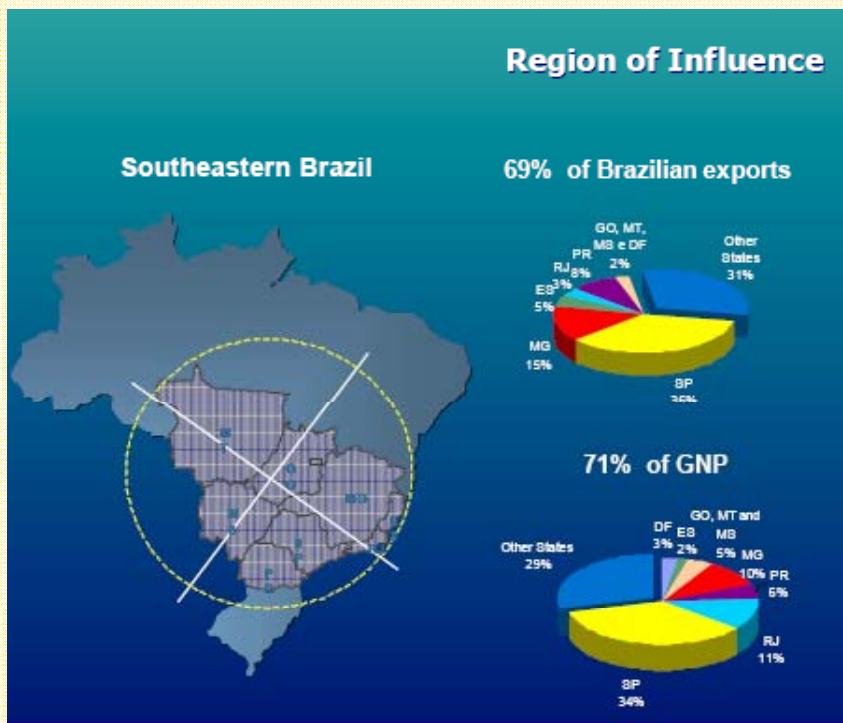 Region of Influence
Southeastern Brazil
69% of Brazilian exports
GO, MT,
MS e DF
2%
PR
8%
RJ
3%
ES
5%
MG
15%
SP
Other
States
31%
71% of GNP
Other States
29%
DF
3%
ES
2%
GO, MT and
MS
5%
MG
10%
PR
6%
RJ
11%
SP
34%